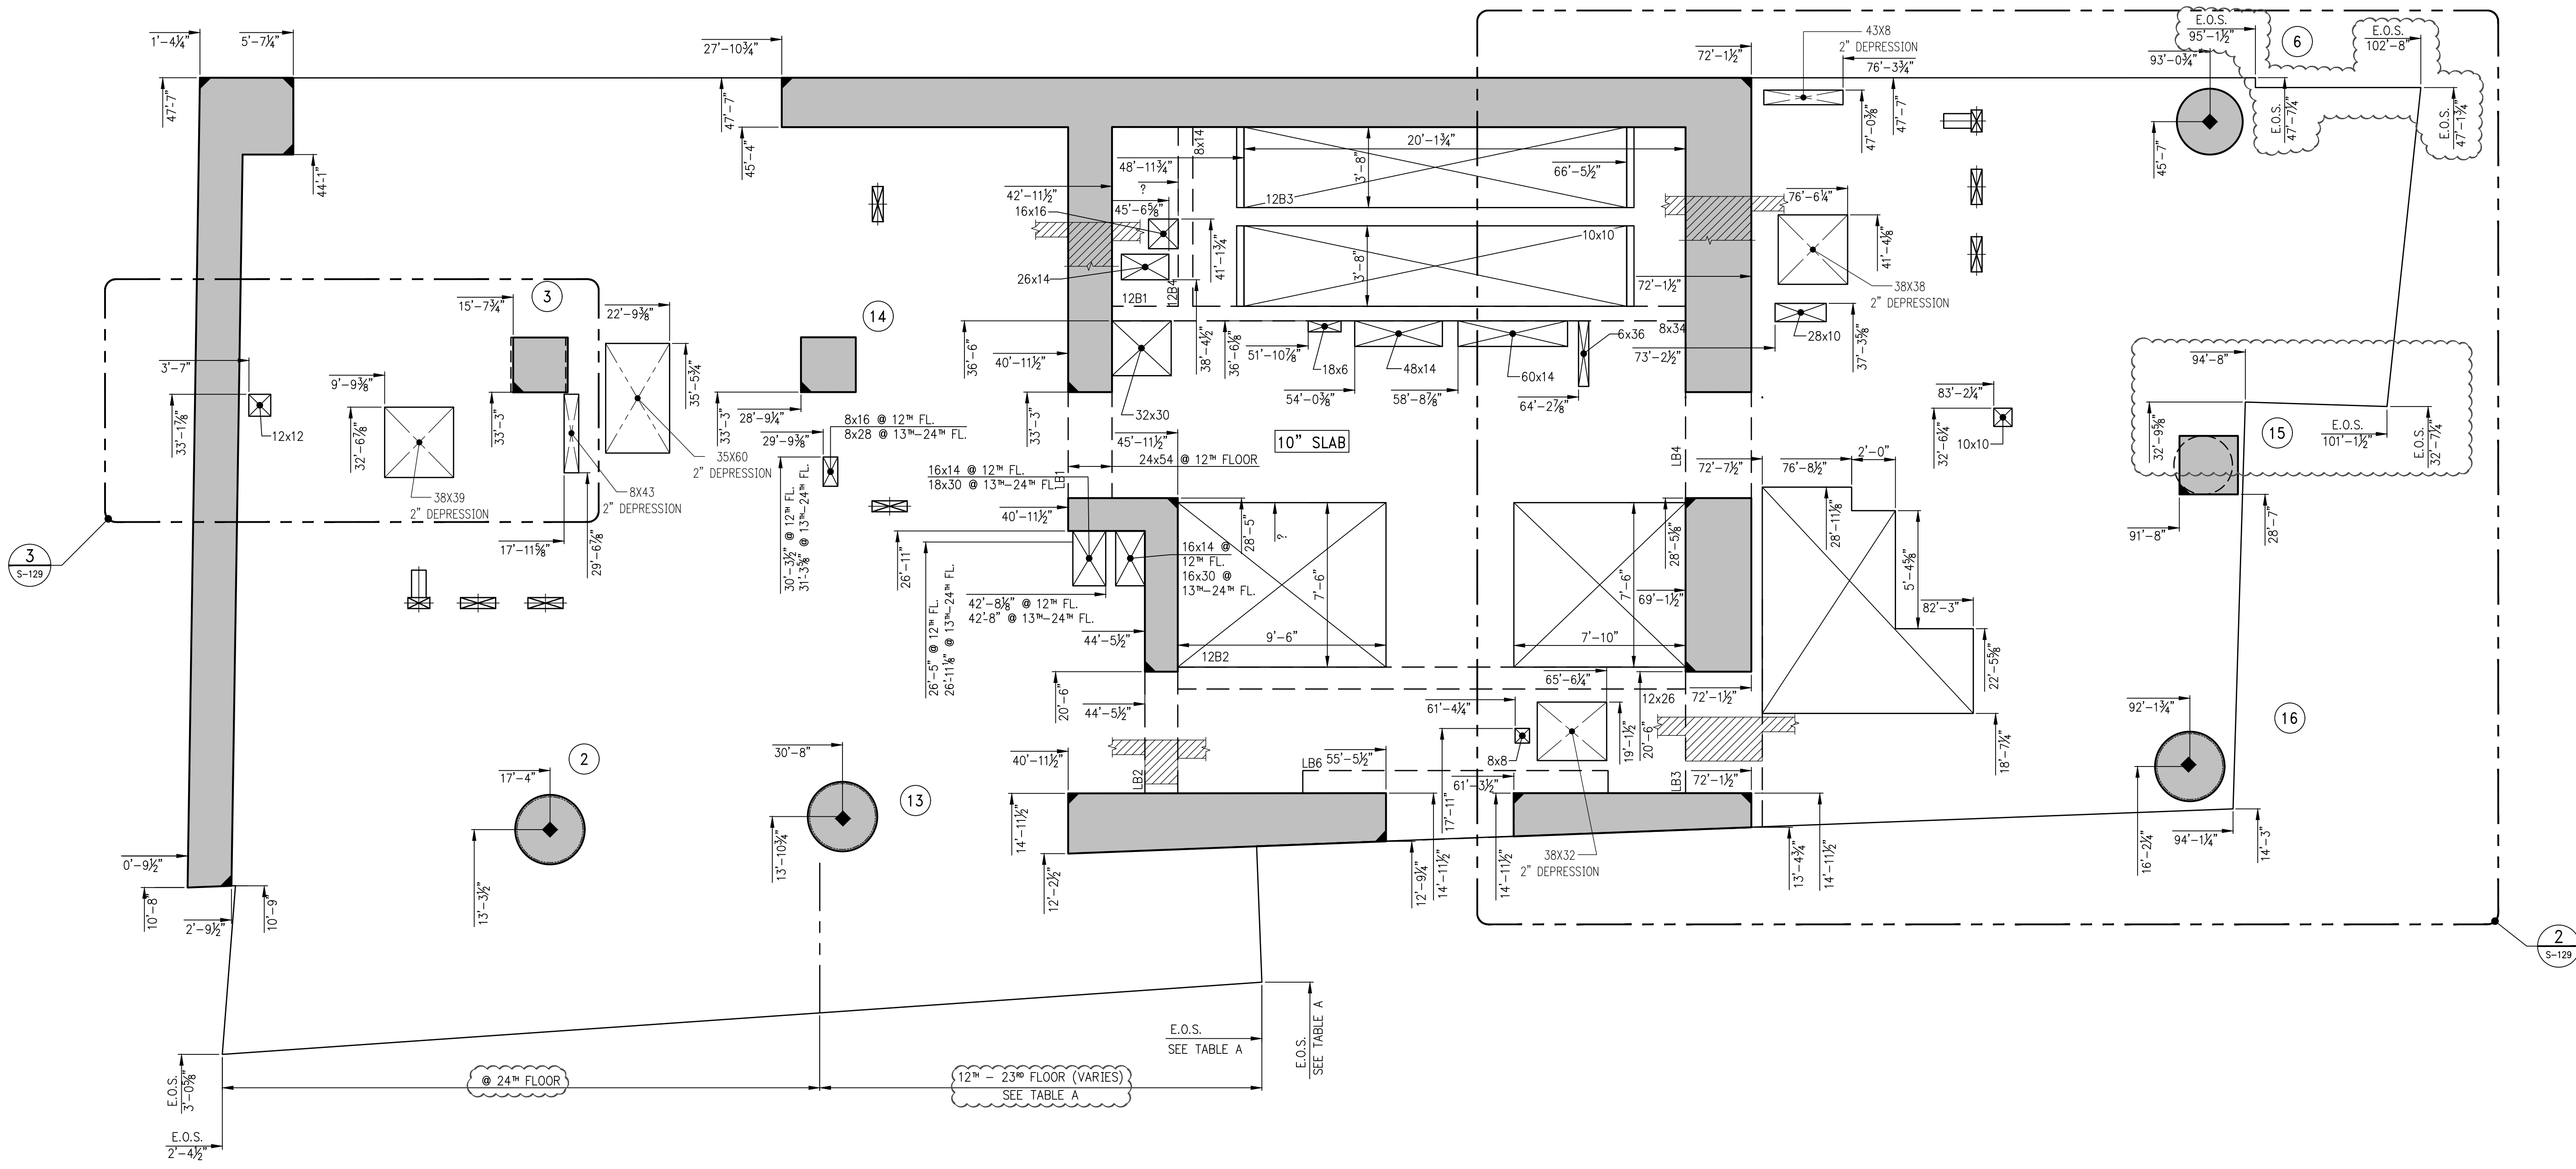 1'-4¼"
5'-7¼"
27'-10¾"
72'-1½"
43X8
2" DEPRESSION
76'-3¾"
E.O.S.
95'-1½"
93'-0¾"
6
E.O.S.
102'-8"
47'-7"
44'-1"
47'-7"
45'-4"
47'-0⅜"
47'-7"
45'-7"
E.O.S.
47'-7¼"
E.O.S.
47'-1¾"
8x14
48'-11¾"
?
42'-11½"
16x16
45'-6⅝"
26x14
41'-1¾"
12B1
12B4
38'-4½"
20'-1¾"
3'-8"
66'-5½"
12B3
10x10
3'-8"
72'-1½"
76'-6¼"
41'-4⅛"
38X38
2" DEPRESSION
28x10
37'-3⅝"
73'-2½"
15'-7¾"
3
22'-9⅜"
14
3'-7"
9'-9⅜"
33'-1⅞"
12x12
32'-6⅞"
38X39
2" DEPRESSION
33'-3"
8X43
2" DEPRESSION
35X60
2" DEPRESSION
35'-5¾"
17'-11⅝"
29'-6⅞"
33'-3"
28'-9¼"
29'-9⅜"
8x16 @ 12TH FL.
8x28 @ 13TH-24TH FL.
30'-3½" @ 12TH FL.
31'-3⅝" @ 13TH-24TH FL.
36'-6"
40'-11½"
33'-3"
36'-6⅛"
32x30
51'-10⅞"
18x6
54'-0⅜"
48x14
58'-8⅞"
60x14
64'-2⅞"
6x36
8x34
10" SLAB
45'-11½"
24x54 @ 12TH FLOOR
LB1
LB4
16x14 @ 12TH FL.
18x30 @ 13TH-24TH FL.
40'-11½"
26'-11"
26'-5" @ 12TH FL.
26'-11⅛" @ 13TH-24TH FL.
42'-8⅛" @ 12TH FL.
42'-8" @ 13TH-24TH FL.
16x14 @
12TH FL.
16x30 @
13TH-24TH FL.
28'-5"
?
7'-6"
9'-6"
12B2
7'-6"
7'-10"
28'-5⅛"
69'-1½"
72'-7½"
76'-8½"
2'-0"
28'-11⅛"
5'-4⅝"
82'-3"
22'-5⅝"
18'-7¼"
83'-2¼"
32'-6¼"
10x10
94'-8"
32'-9⅝"
15
E.O.S.
101'-1½"
E.O.S.
32'-7¼"
91'-8"
28'-7"
3
S-129
44'-5½"
20'-6"
44'-5½"
LB2
65'-6¼"
12x26
72'-1½"
61'-4¼"
19'-1½"
20'-6"
8x8
17'-11"
LB6
LB3
2
17'-4"
13'-3½"
30'-8"
13
13'-10¾"
40'-11½"
14'-11½"
12'-2½"
55'-5½"
12'-9¼"
14'-11½"
61'-3½"
14'-11½"
38X32
2" DEPRESSION
72'-1½"
13'-4¾"
14'-11½"
92'-1¾"
16
16'-2¼"
94'-1¼"
14'-3"
2
S-129
0'-9½"
10'-8"
2'-9½"
10'-9"
E.O.S.
SEE TABLE A
E.O.S.
SEE TABLE A
E.O.S.
3'-0⅝"
@ 24TH FLOOR
12TH - 23RD FLOOR (VARIES)
SEE TABLE A
E.O.S.
2'-4½"